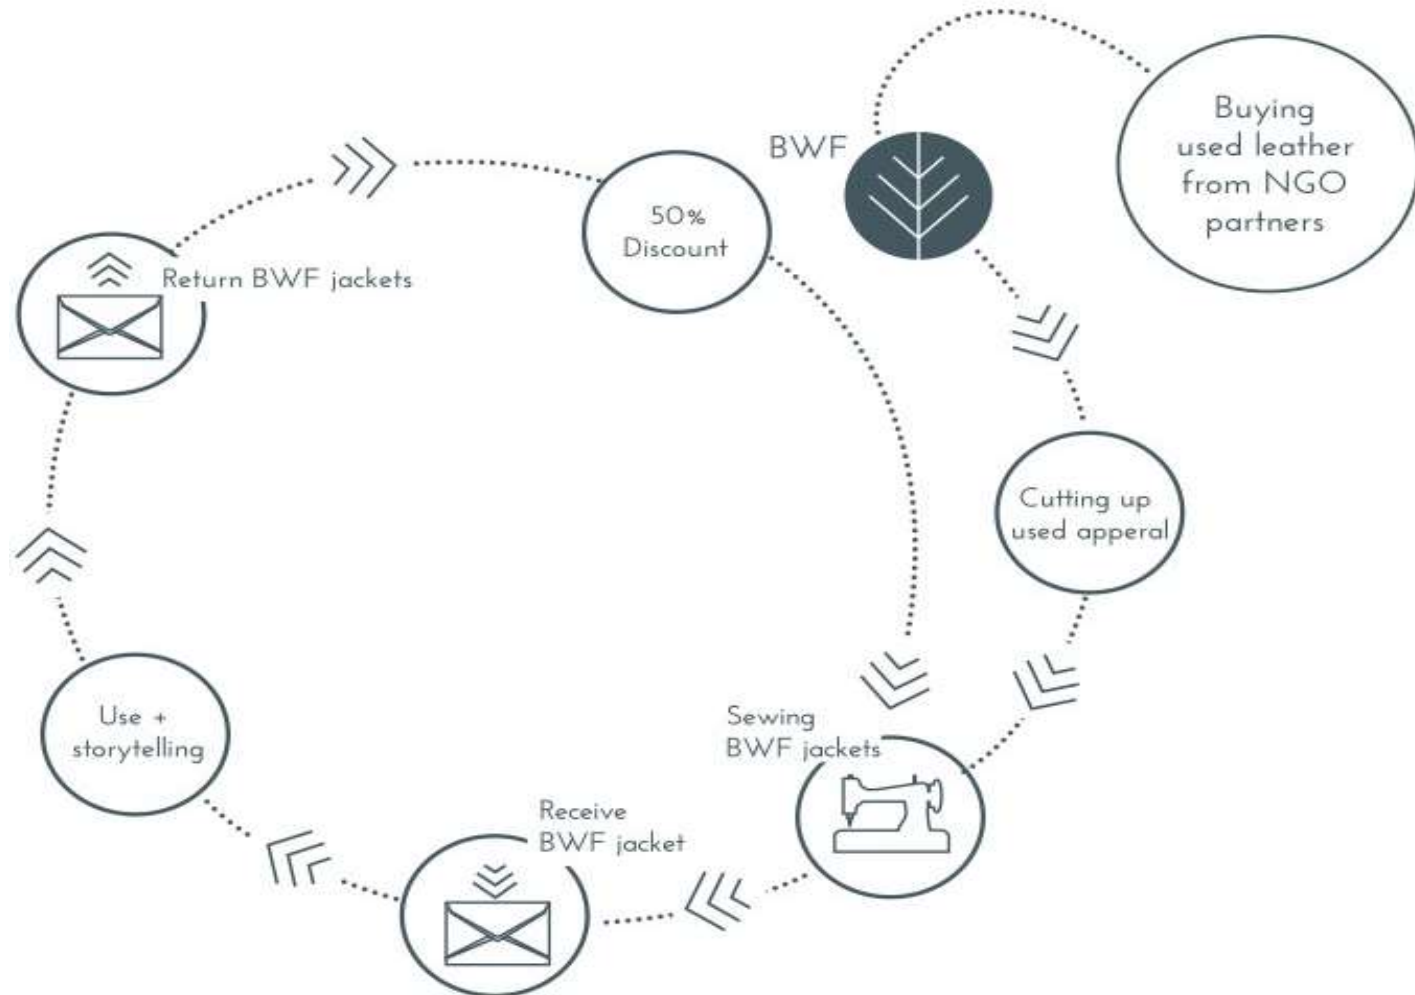 BWF
Buying
used leather
from NGO
partners
50%
Discount
Return BWF jackets
Cutting up
used apperal
Use +
storytelling
Sewing
BWF jackets
Receive
BWF jacket